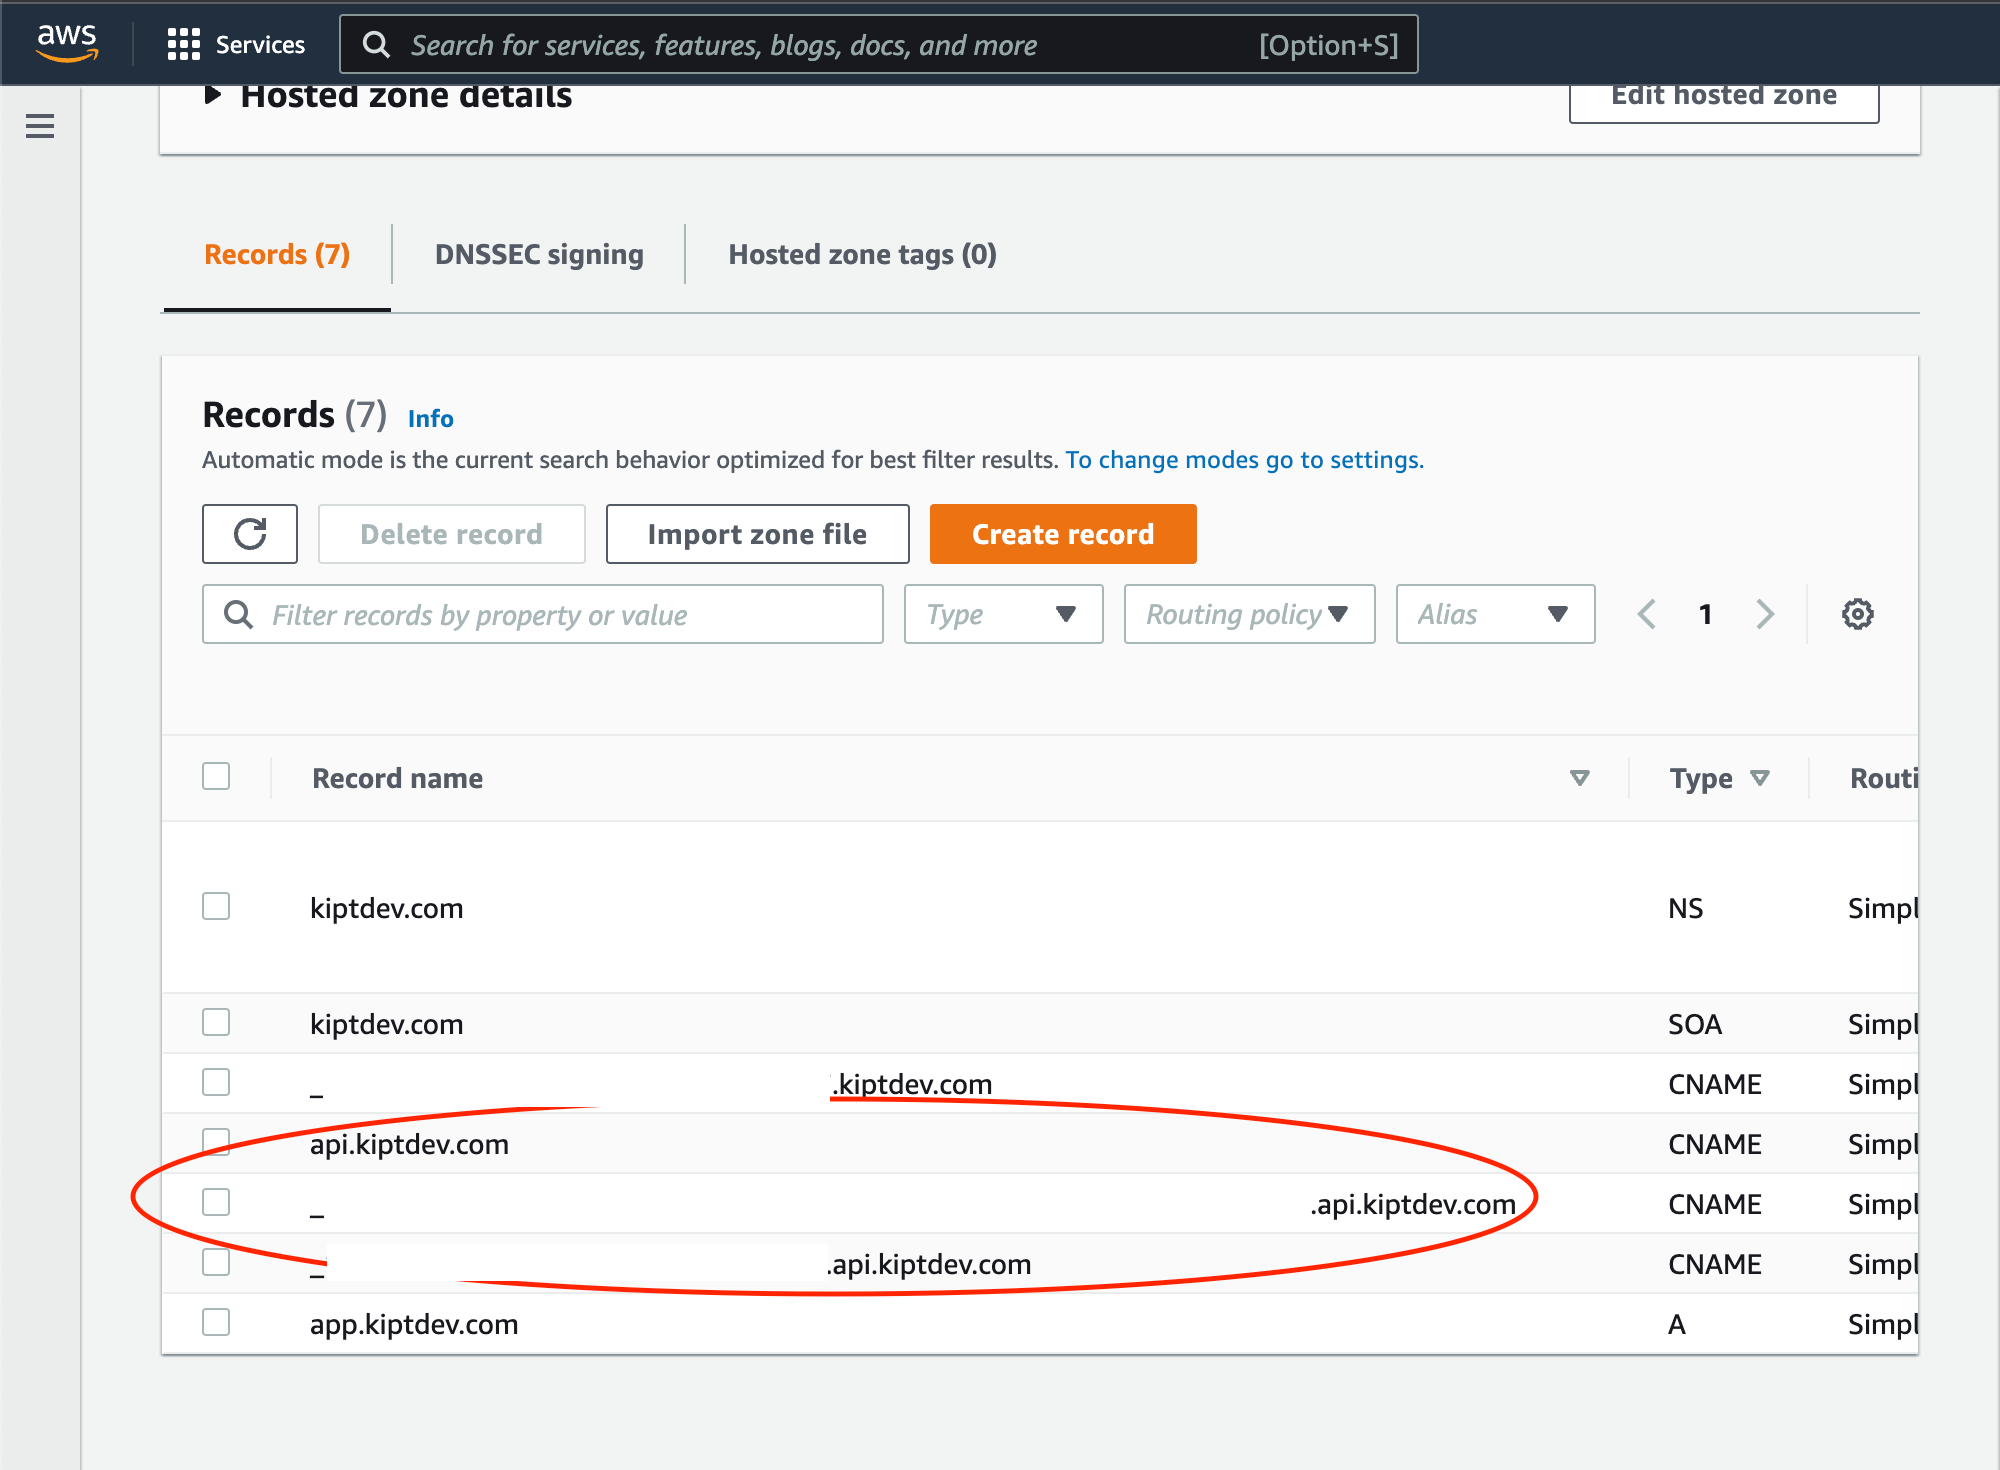 aws Services Search for services, features, blogs, docs, and more [Option+S]
Hosted zone details Edit hosted zone
Records (7) DNSSEC signing Hosted zone tags (0)
Records (7) Info
Automatic mode is the current search behavior optimized for best filter results. To change modes go to settings.
Delete record Import zone file Create record
Filter records by property or value Type Routing policy Alias 1
Record name Type Routi
kiptdev.com NS Simpl
kiptdev.com SOA Simpl
_ .kiptdev.com CNAME Simpl
api.kiptdev.com CNAME Simpl
_ .api.kiptdev.com CNAME Simpl
_ .api.kiptdev.com CNAME Simpl
app.kiptdev.com A Simpl